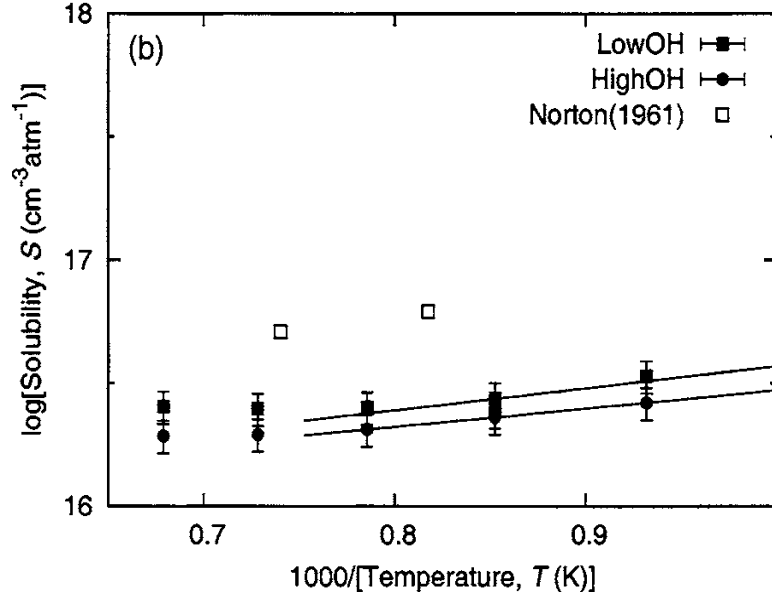 (b)
LowOH
HighOH
Norton(1961)
log[Solubility, S (cm⁻³atm⁻¹)]
18
17
16
0.7 0.8 0.9
1000/[Temperature, T (K)]